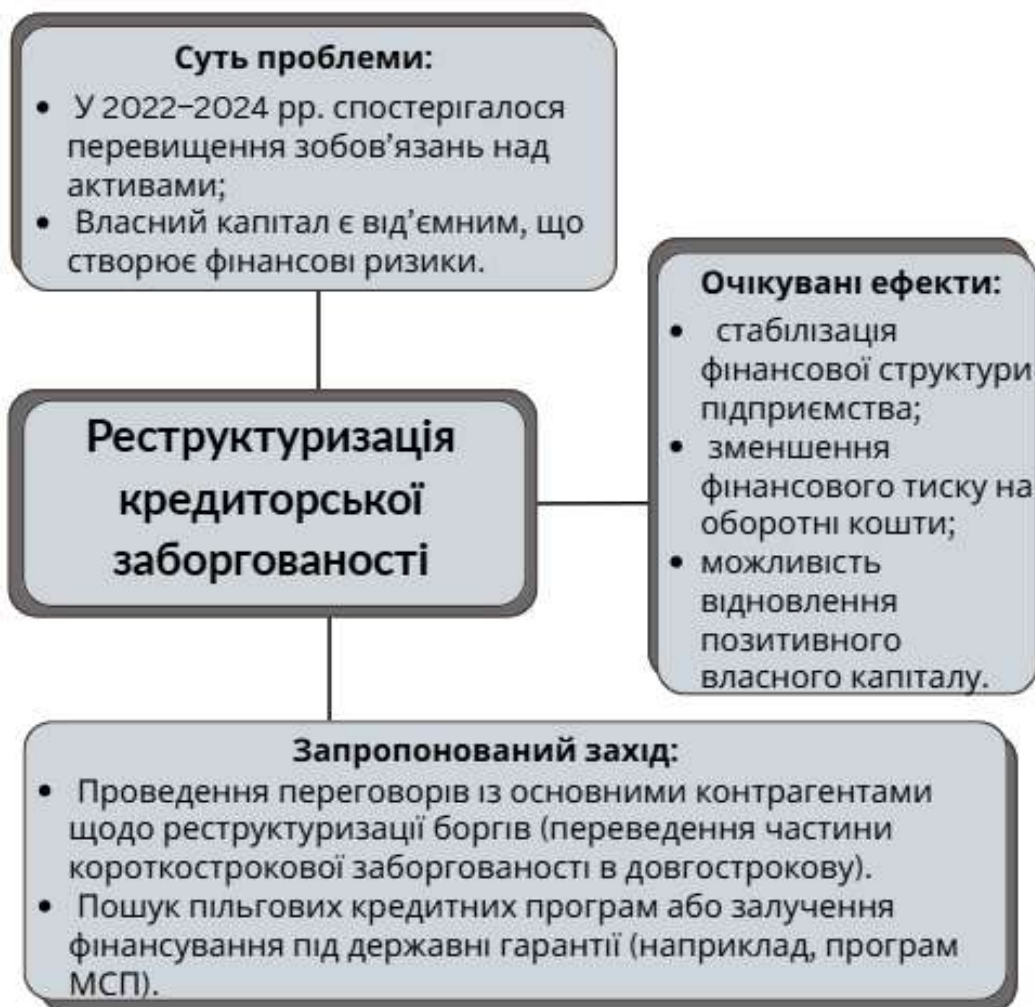 Суть проблеми:
• У 2022–2024 рр. спостерігалося
перевищення зобов’язань над
активами;
• Власний капітал є від’ємним, що
створює фінансові ризики.
Реструктуризація
кредиторської
заборгованості
Очікувані ефекти:
• стабілізація
фінансової структури
підприємства;
• зменшення
фінансового тиску на
оборотні кошти;
• можливість
відновлення
позитивного
власного капіталу.
Запропонований захід:
• Проведення переговорів із основними контрагентами
щодо реструктуризації боргів (переведення частини
короткострокової заборгованості в довгострокову).
• Пошук пільгових кредитних програм або залучення
фінансування під державні гарантії (наприклад, програм
МСП).